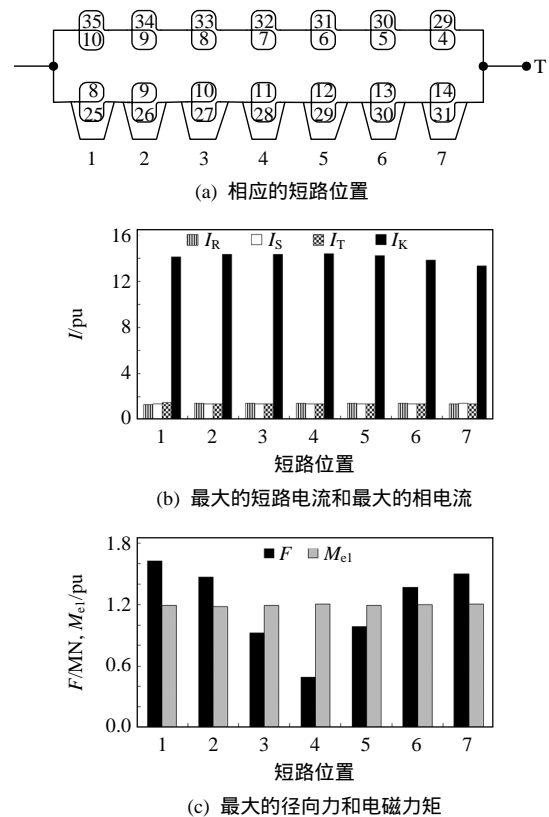 35 34 33 32 31 30 29
10 9 8 7 6 5 4
T
8 9 10 11 12 13 14
25 26 27 28 29 30 31
1 2 3 4 5 6 7
(a) 相应的短路位置
16
12
8
4
0
I/pu
I_R I_S I_T I_K
1 2 3 4 5 6 7
短路位置
(b) 最大的短路电流和最大的相电流
1.8
1.2
0.6
0.0
F/MN, M_e1/pu
F M_e1
1 2 3 4 5 6 7
短路位置
(c) 最大的径向力和电磁力矩